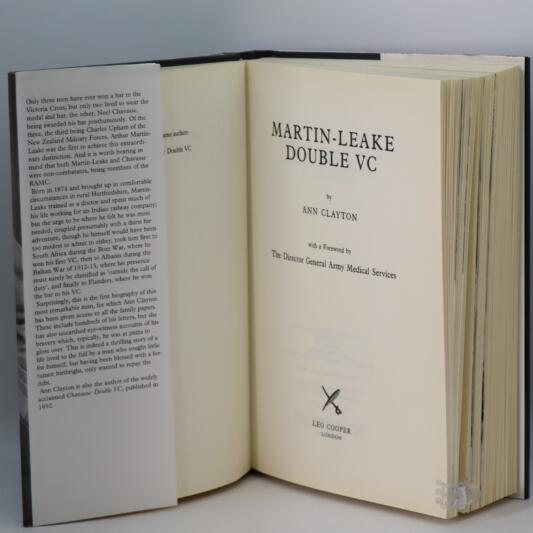 Only three men have ever won a bar to the
Victoria Cross; but only two lived to wear the
medal and bar, the other, Noel Chavasse,
being awarded his bar posthumously. Of the
three, the third being Charles Upham of the
New Zealand Military Forces, Arthur Martin-
Leake was the first to achieve this extraordi-
nary distinction. And it is worth bearing in
mind that both Martin-Leake and Chavasse
were non-combatants, being members of the
RAMC.
Born in 1874 and brought up in comfortable
circumstances in rural Hertfordshire, Martin-
Leake trained as a doctor and spent much of
his life working for an Indian railway company;
but the urge to be where he felt he was most
needed, coupled presumably with a thirst for
adventure, though he himself would have been
too modest to admit to either, took him first to
South Africa during the Boer War, where he
won his first VC, then to Albania during the
Balkan War of 1912-13, where his presence
must surely be classified as 'outside the call of
duty', and finally to Flanders, where he won
the bar to his VC.
Surprisingly, this is the first biography of this
most remarkable man, for which Ann Clayton
has been given access to all the family papers.
These include hundreds of his letters, but she
has also unearthed eye-witness accounts of his
bravery which, typically, he was at pains to
gloss over. This is indeed a thrilling story of a
life lived to the full by a man who sought little
for himself, but having been blessed with a for-
tunate birthright, only wanted to repay the
debt.
Ann Clayton is also the author of the widely
acclaimed Chavasse: Double VC, published in
1992.
same author
Double VC
MARTIN-LEAKE
DOUBLE VC
by
ANN CLAYTON
with a Foreword by
The Director General Army Medical Services
LEO COOPER
LONDON